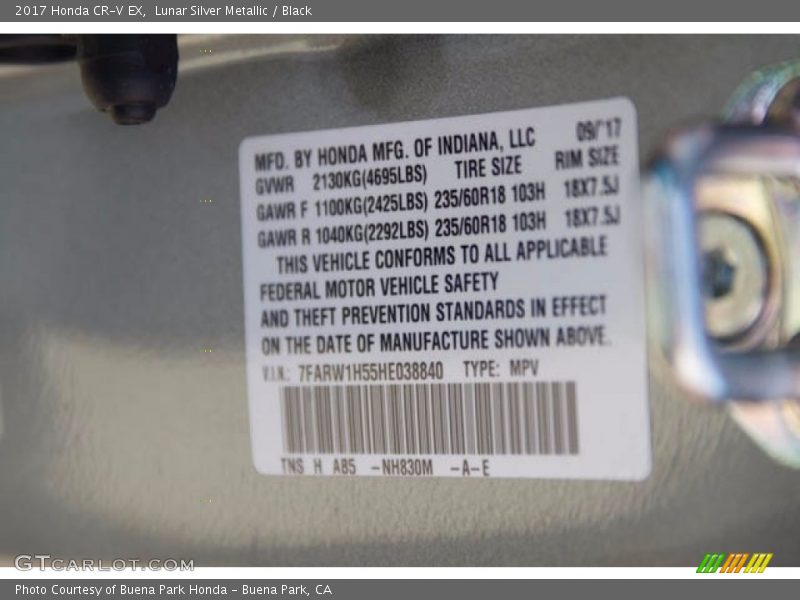 2017 Honda CR-V EX, Lunar Silver Metallic / Black
MFD. BY HONDA MFG. OF INDIANA, LLC 09/'17
GVWR 2130KG(4695LBS) TIRE SIZE RIM SIZE
GAWR F 1100KG(2425LBS) 235/60R18 103H 18X7.5J
GAWR R 1040KG(2292LBS) 235/60R18 103H 18X7.5J
THIS VEHICLE CONFORMS TO ALL APPLICABLE
FEDERAL MOTOR VEHICLE SAFETY
AND THEFT PREVENTION STANDARDS IN EFFECT
ON THE DATE OF MANUFACTURE SHOWN ABOVE.
V.I.N.: 7FARW1H55HE038840 TYPE: MPV
TNS H AB5 -NH830M -A-E
GTCARLOT.COM
Photo Courtesy of Buena Park Honda - Buena Park, CA